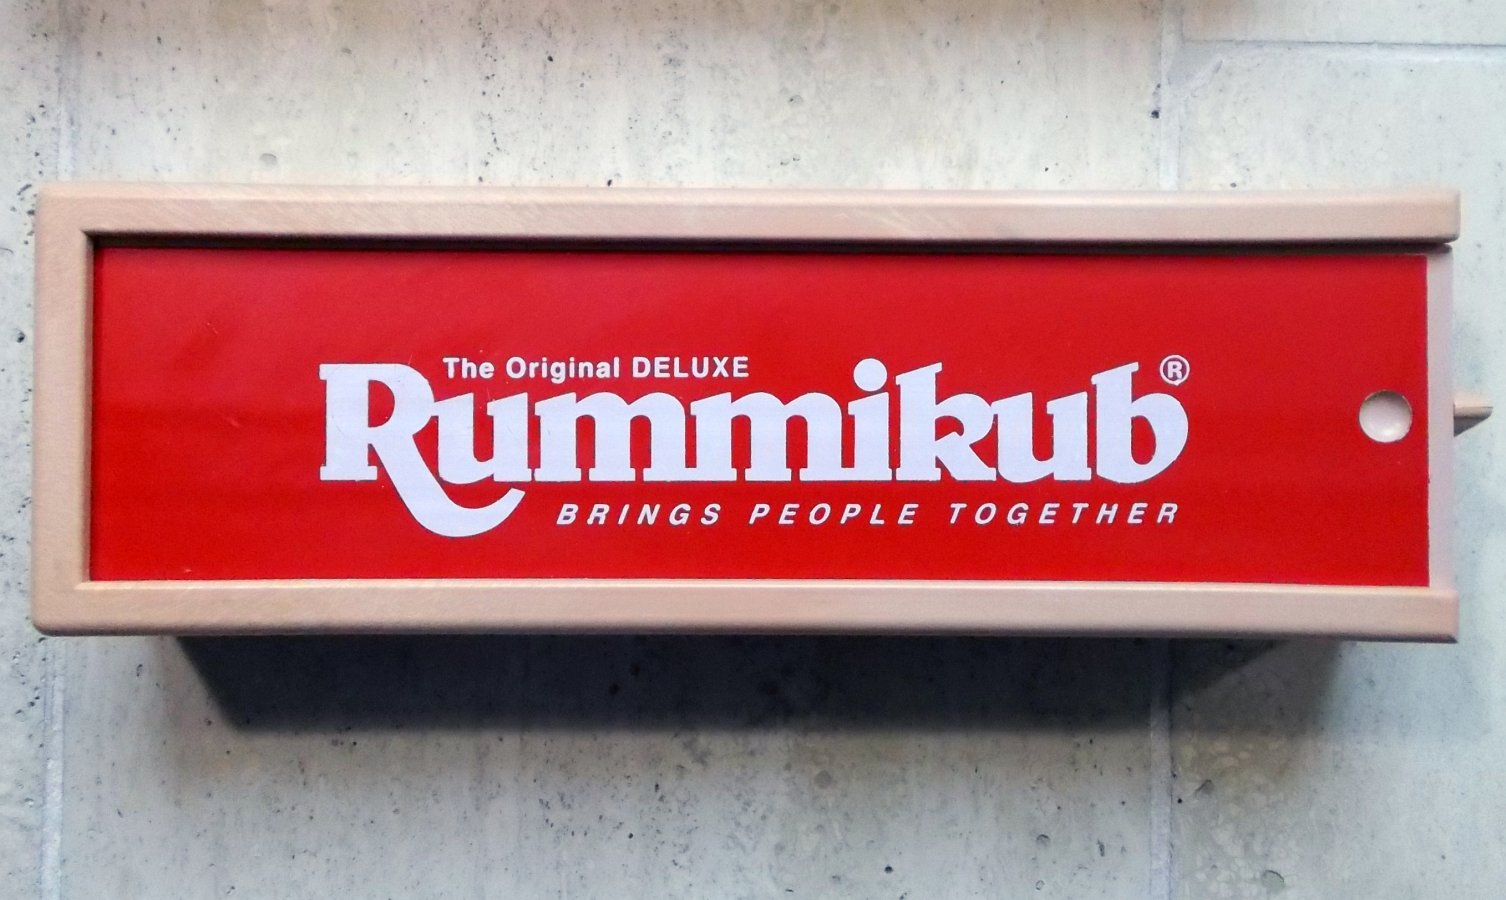 The Original DELUXE
Rummikub®
BRINGS PEOPLE TOGETHER